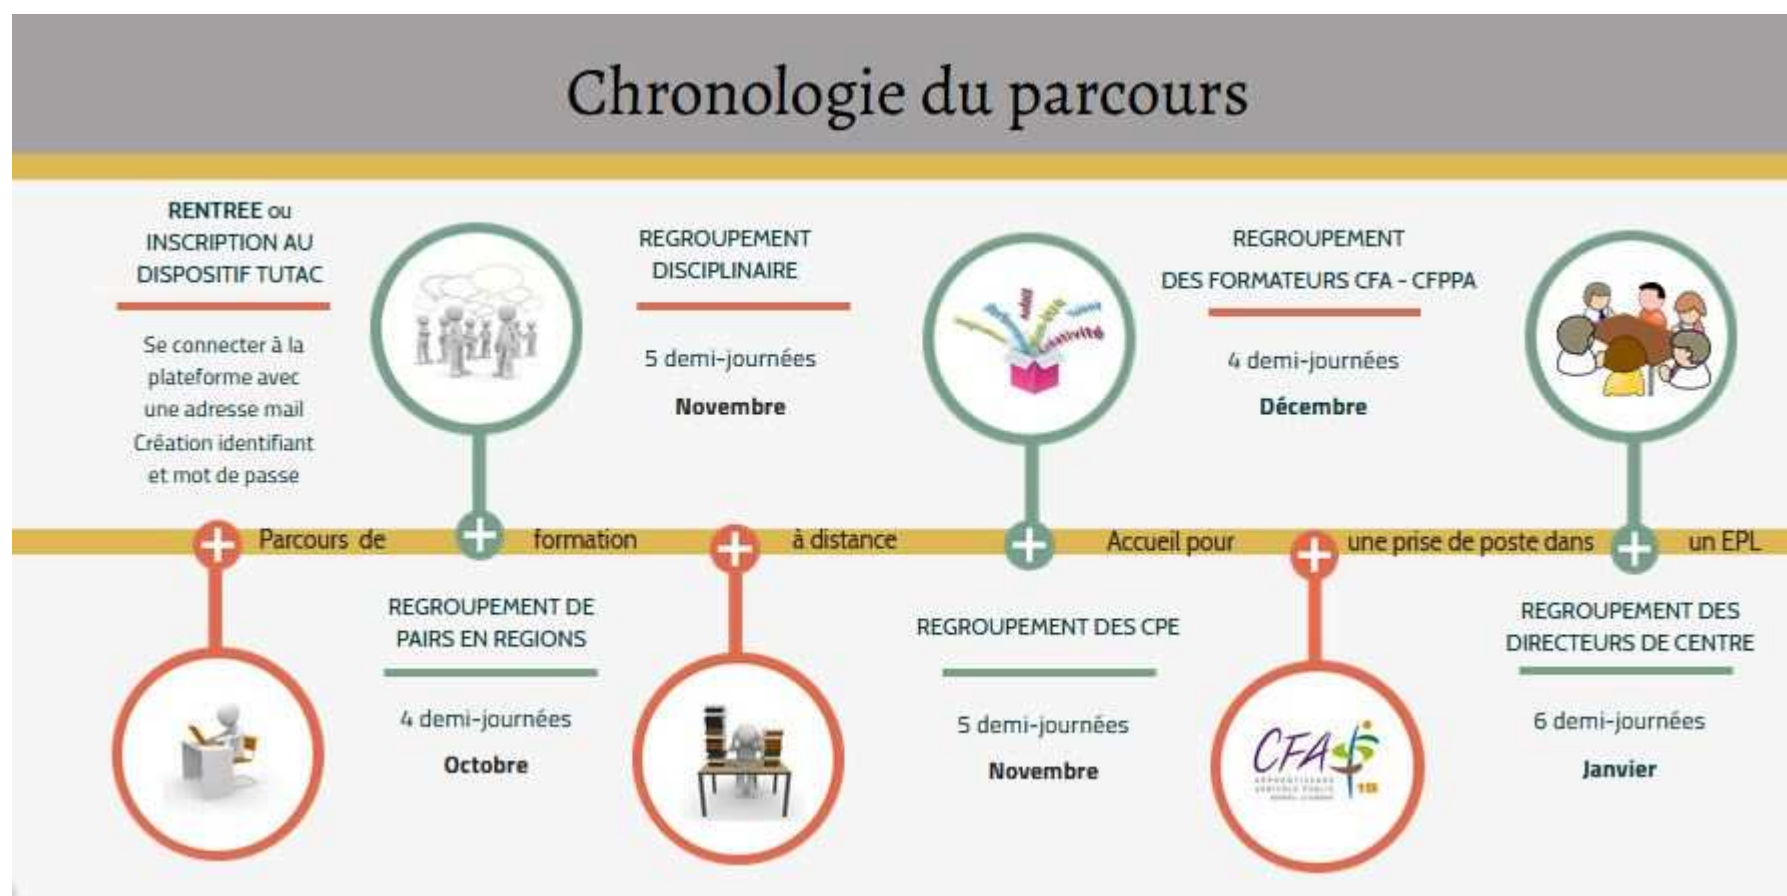 Chronologie du parcours
RENTREE ou
INSCRIPTION AU
DISPOSITIF TUTAC
Se connecter à la
plateforme avec
une adresse mail
Création identifiant
et mot de passe
REGROUPEMENT
DISCIPLINAIRE
5 demi-journées
Novembre
créativité
REGROUPEMENT
DES FORMATEURS CFA - CFPPA
4 demi-journées
Décembre
Parcours de
formation
à distance
Accueil pour
une prise de poste dans
un EPL
REGROUPEMENT DE
PAIRS EN REGIONS
4 demi-journées
Octobre
REGROUPEMENT DES CPE
5 demi-journées
Novembre
CFA
REGROUPEMENT DES
DIRECTEURS DE CENTRE
6 demi-journées
Janvier